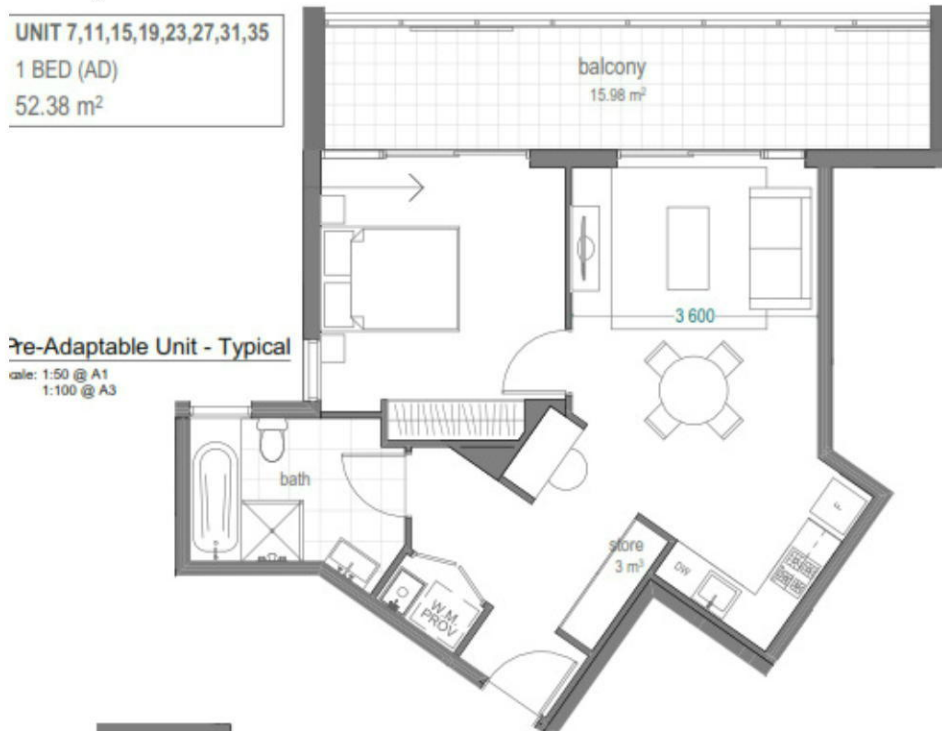 UNIT 7,11,15,19,23,27,31,35
1 BED (AD)
52.38 m²
balcony
15.98 m²
3 600
Pre-Adaptable Unit - Typical
cale: 1:50 @ A1
1:100 @ A3
bath
F
store
3 m³
DW
W.M.
PROV